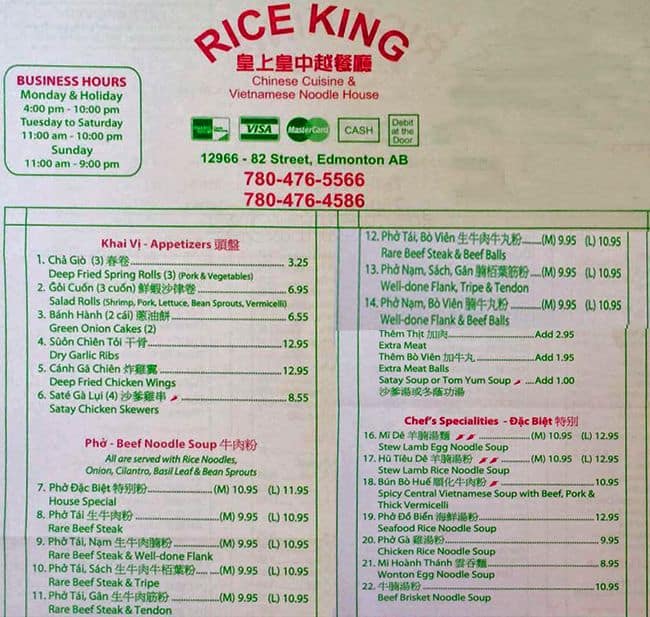 RICE KING
皇上皇中越餐廳
Chinese Cuisine &
Vietnamese Noodle House
BUSINESS HOURS
Monday & Holiday
4:00 pm - 10:00 pm
Tuesday to Saturday
11:00 am - 10:00 pm
Sunday
11:00 am - 9:00 pm
VISA
MasterCard
CASH
Debit
at the
Door
12966 - 82 Street, Edmonton AB
780-476-5566
780-476-4586
Khai Vị - Appetizers 頭盤
1. Chả Giò (3) 春卷 3.25
Deep Fried Spring Rolls (3) (Pork & Vegetables)
2. Gỏi Cuốn (3 cuốn) 鮮蝦沙律卷 6.95
Salad Rolls (Shrimp, Pork, Lettuce, Bean Sprouts, Vermicelli)
3. Bánh Hành (2 cái) 蔥油餅 6.55
Green Onion Cakes (2)
4. Sườn Chiên Tỏi 干骨 12.95
Dry Garlic Ribs
5. Cánh Gà Chiên 炸雞翼 12.95
Deep Fried Chicken Wings
6. Saté Gà Lụi (4) 沙爹雞串 8.55
Satay Chicken Skewers
Phở - Beef Noodle Soup 牛肉粉
All are served with Rice Noodles,
Onion, Cilantro, Basil Leaf & Bean Sprouts
7. Phở Đặc Biệt 特别粉 (M) 10.95 (L) 11.95
House Special
8. Phở Tái 生牛肉粉 (M) 9.95 (L) 10.95
Rare Beef Steak
9. Phở Tái, Nạm 生牛肉腩粉 (M) 9.95 (L) 10.95
Rare Beef Steak & Well-done Flank
10. Phở Tái, Sách 生牛肉牛栢葉粉 (M) 9.95 (L) 10.95
Rare Beef Steak & Tripe
11. Phở Tái, Gân 生牛肉筋粉 (M) 9.95 (L) 10.95
Rare Beef Steak & Tendon
12. Phở Tái, Bò Viên 生牛肉牛丸粉 (M) 9.95 (L) 10.95
Rare Beef Steak & Beef Balls
13. Phở Nạm, Sách, Gân 腩栢葉筋粉 (M) 9.95 (L) 10.95
Well-done Flank, Tripe & Tendon
14. Phở Nạm, Bò Viên 腩牛丸粉 (M) 9.95 (L) 10.95
Well-done Flank & Beef Balls
Thêm Thịt 加肉 Add 2.95
Extra Meat
Thêm Bò Viên 加牛丸 Add 1.95
Extra Meat Balls
Satay Soup or Tom Yum Soup Add 1.00
沙爹湯或冬蔭功湯
Chef's Specialities - Đặc Biệt 特别
16. Mì Dê 羊腩湯麵 (M) 10.95 (L) 12.95
Stew Lamb Egg Noodle Soup
17. Hủ Tiếu Dê 羊腩湯粉 (M) 10.95 (L) 12.95
Stew Lamb Rice Noodle Soup
18. Bún Bò Huế 順化牛肉粉 10.95
Spicy Central Vietnamese Soup with Beef, Pork &
Thick Vermicelli
19. Phở Đồ Biển 海鮮湯粉 12.95
Seafood Rice Noodle Soup
20. Phở Gà 雞湯粉 9.95
Chicken Rice Noodle Soup
21. Mì Hoành Thánh 雲吞麵 8.95
Wonton Egg Noodle Soup
22. 牛腩湯粉 10.95
Beef Brisket Noodle Soup